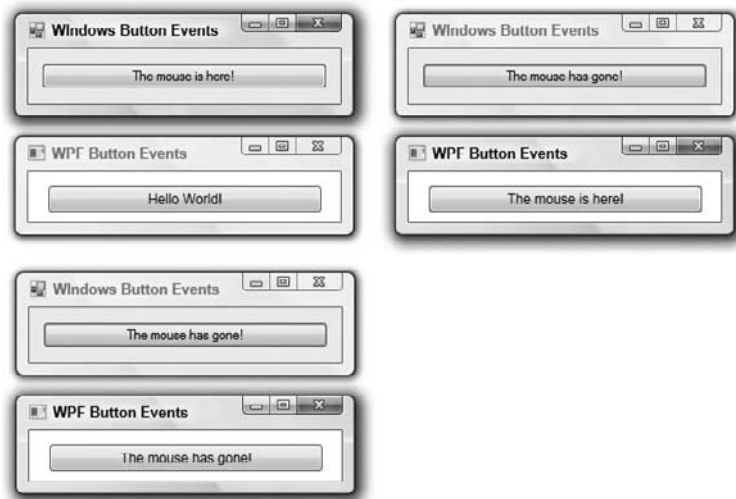 WIndows Button Events
The mouse is here!
WPF Button Events
Hello World!
WIndows Button Events
The mouse has gone!
WPF Button Events
The mouse is here!
WIndows Button Events
The mouse has gone!
WPF Button Events
The mouse has gone!